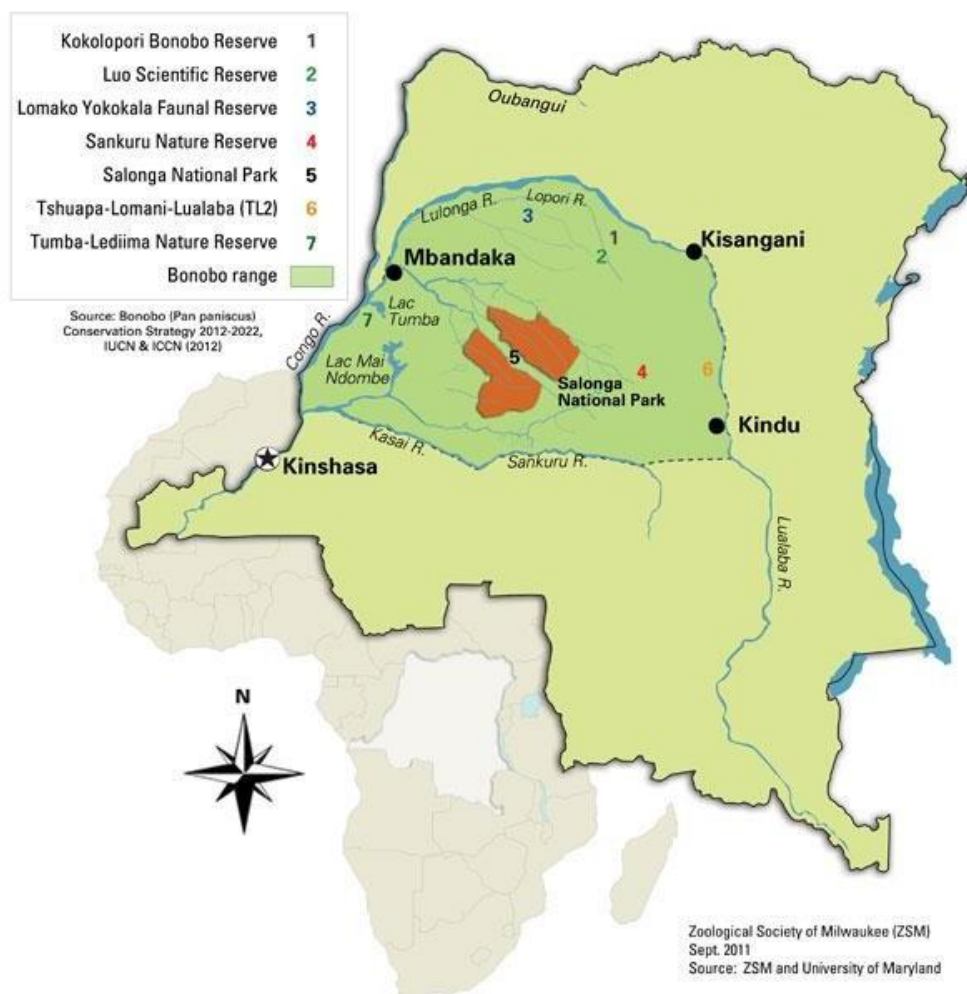 Kokolopori Bonobo Reserve 1
Luo Scientific Reserve 2
Lomako Yokokala Faunal Reserve 3
Sankuru Nature Reserve 4
Salonga National Park 5
Tshuapa-Lomani-Lualaba (TL2) 6
Tumba-Lediima Nature Reserve 7
Bonobo range
Source: Bonobo (Pan paniscus)
Conservation Strategy 2012-2022,
IUCN & ICCN (2012)
Oubangui
Lulonga R.
Lopori R.
3
1
2
Kisangani
Mbandaka
Congo R.
7
Lac
Tumba
Lac Mai
Ndombe
5
4
6
Salonga
National Park
Kindu
Kasai R.
Sankuru R.
Kinshasa
Lualaba R.
N
Zoological Society of Milwaukee (ZSM)
Sept. 2011
Source: ZSM and University of Maryland